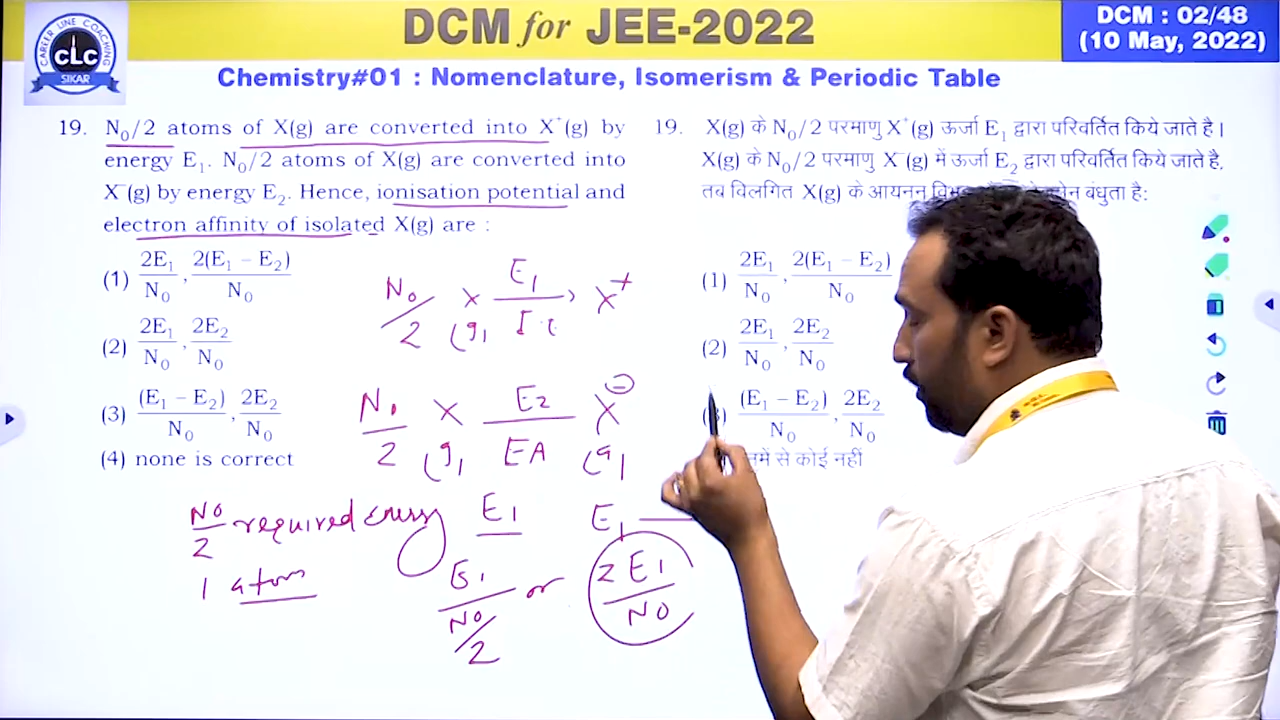 DCM for JEE-2022
DCM : 02/48
(10 May, 2022)
CAREER LINE COACHING
CLC
SIKAR
Chemistry#01 : Nomenclature, Isomerism & Periodic Table
19. N₀/2 atoms of X(g) are converted into X⁺(g) by
energy E₁. N₀/2 atoms of X(g) are converted into
X⁻(g) by energy E₂. Hence, ionisation potential and
electron affinity of isolated X(g) are :
(1) 2E₁/N₀ , 2(E₁ − E₂)/N₀
(2) 2E₁/N₀ , 2E₂/N₀
(3) (E₁ − E₂)/N₀ , 2E₂/N₀
(4) none is correct
N₀/2 X(g) E₁ → X⁺
N₀/2 X(g) E₂/EA X⁻(g)
N₀/2 required energy E₁ E₁
1 atom E₁/(N₀/2) or 2E₁/N₀
19. X(g) के N₀/2 परमाणु X⁺(g) ऊर्जा E₁ द्वारा परिवर्तित किये जाते है।
X(g) के N₀/2 परमाणु X⁻(g) में ऊर्जा E₂ द्वारा परिवर्तित किये जाते है,
तब विलगित X(g) के आयनन बंधुता है:
(1) 2E₁/N₀ , 2(E₁ − E₂)/N₀
(2) 2E₁/N₀ , 2E₂/N₀
(3) (E₁ − E₂)/N₀ , 2E₂/N₀
से कोई नहीं